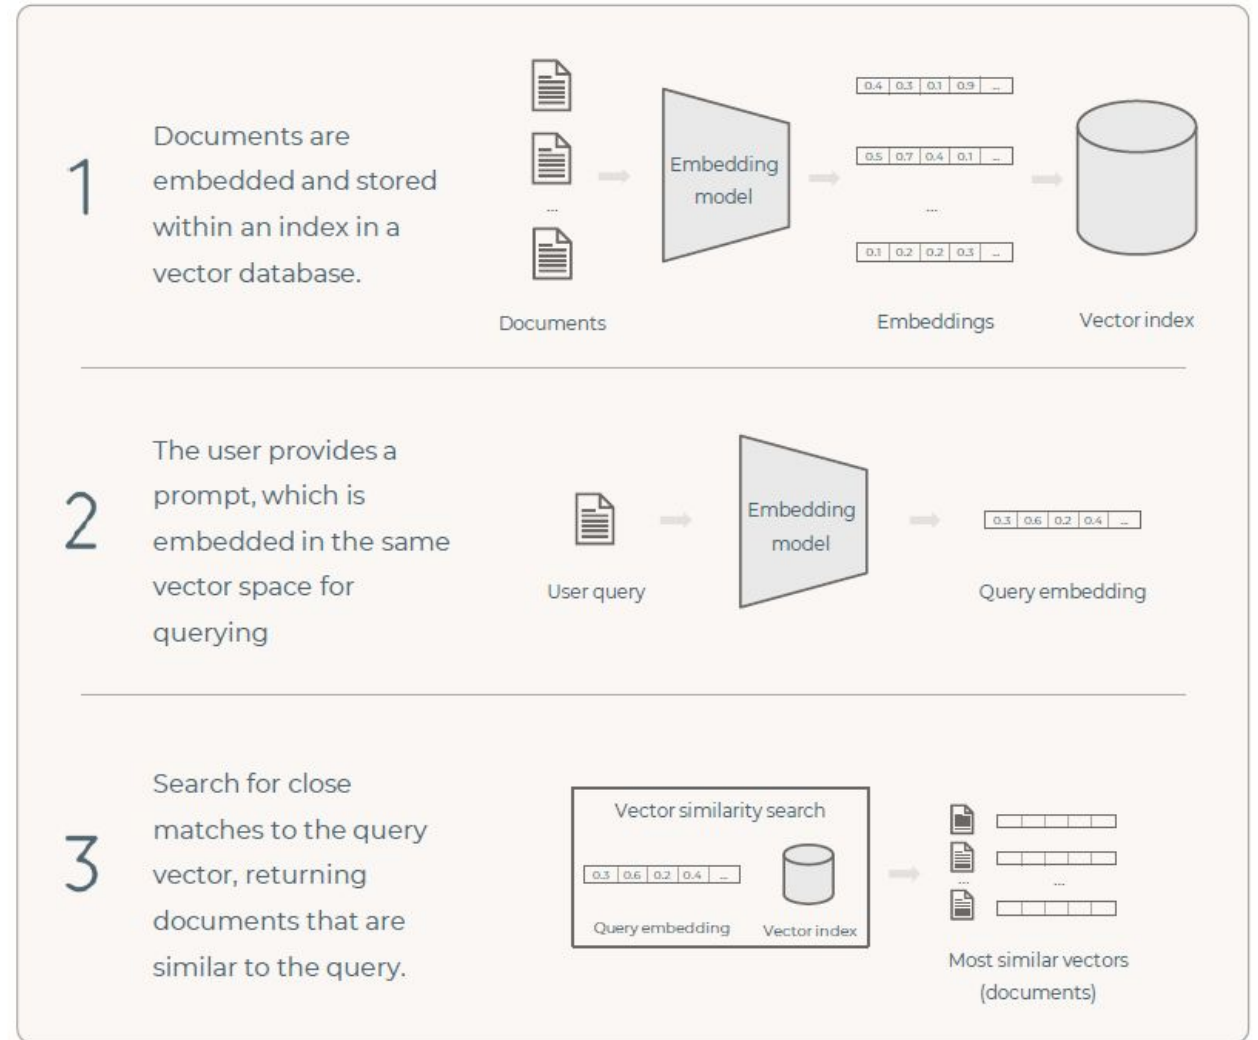 1
Documents are
embedded and stored
within an index in a
vector database.
...
Documents
Embedding
model
0.4 0.3 0.1 0.9 ...
0.5 0.7 0.4 0.1 ...
...
0.1 0.2 0.2 0.3 ...
Embeddings
Vector index
2
The user provides a
prompt, which is
embedded in the same
vector space for
querying
User query
Embedding
model
0.3 0.6 0.2 0.4 ...
Query embedding
3
Search for close
matches to the query
vector, returning
documents that are
similar to the query.
Vector similarity search
0.3 0.6 0.2 0.4 ...
Query embedding
Vector index
... ...
Most similar vectors
(documents)